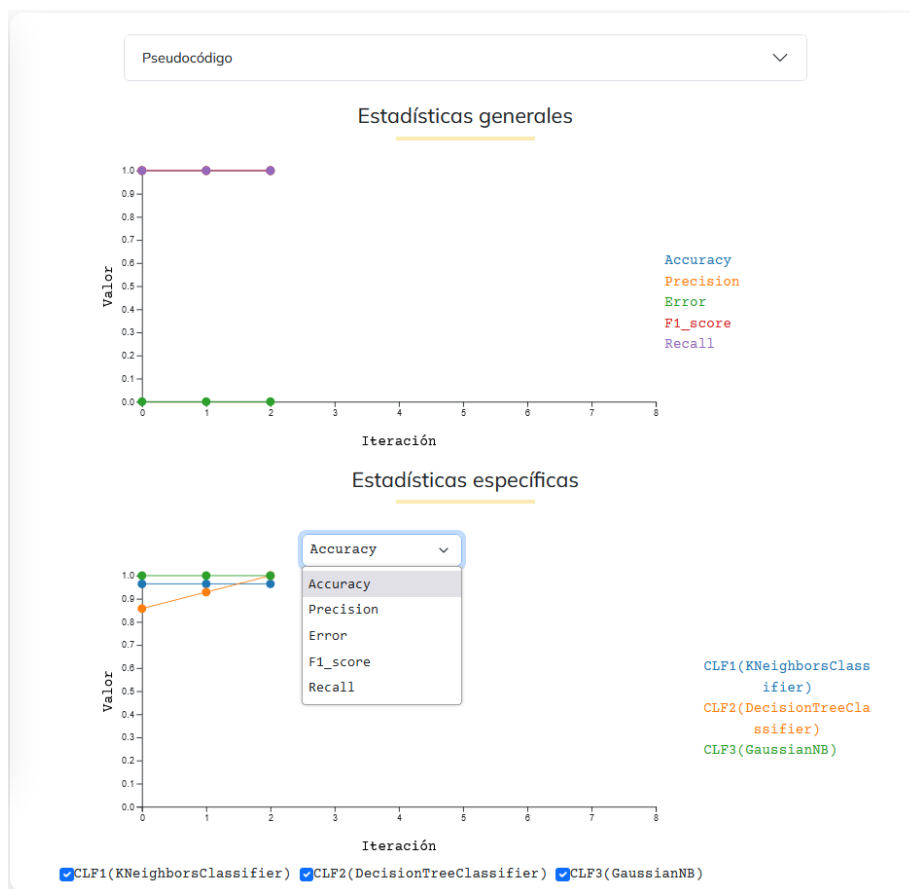 Pseudocódigo
Estadísticas generales
1.0
0.9
0.8
0.7
0.6
0.5
0.4
0.3
0.2
0.1
0.0
Valor
0 1 2 3 4 5 6 7 8
Iteración
Accuracy
Precision
Error
F1_score
Recall
Estadísticas específicas
Accuracy
Accuracy
Precision
Error
F1_score
Recall
1.0
0.9
0.8
0.7
0.6
0.5
0.4
0.3
0.2
0.1
0.0
Valor
0 1 2 3 4 5 6 7 8
Iteración
CLF1(KNeighborsClass
ifier)
CLF2(DecisionTreeCla
ssifier)
CLF3(GaussianNB)
CLF1(KNeighborsClassifier) CLF2(DecisionTreeClassifier) CLF3(GaussianNB)